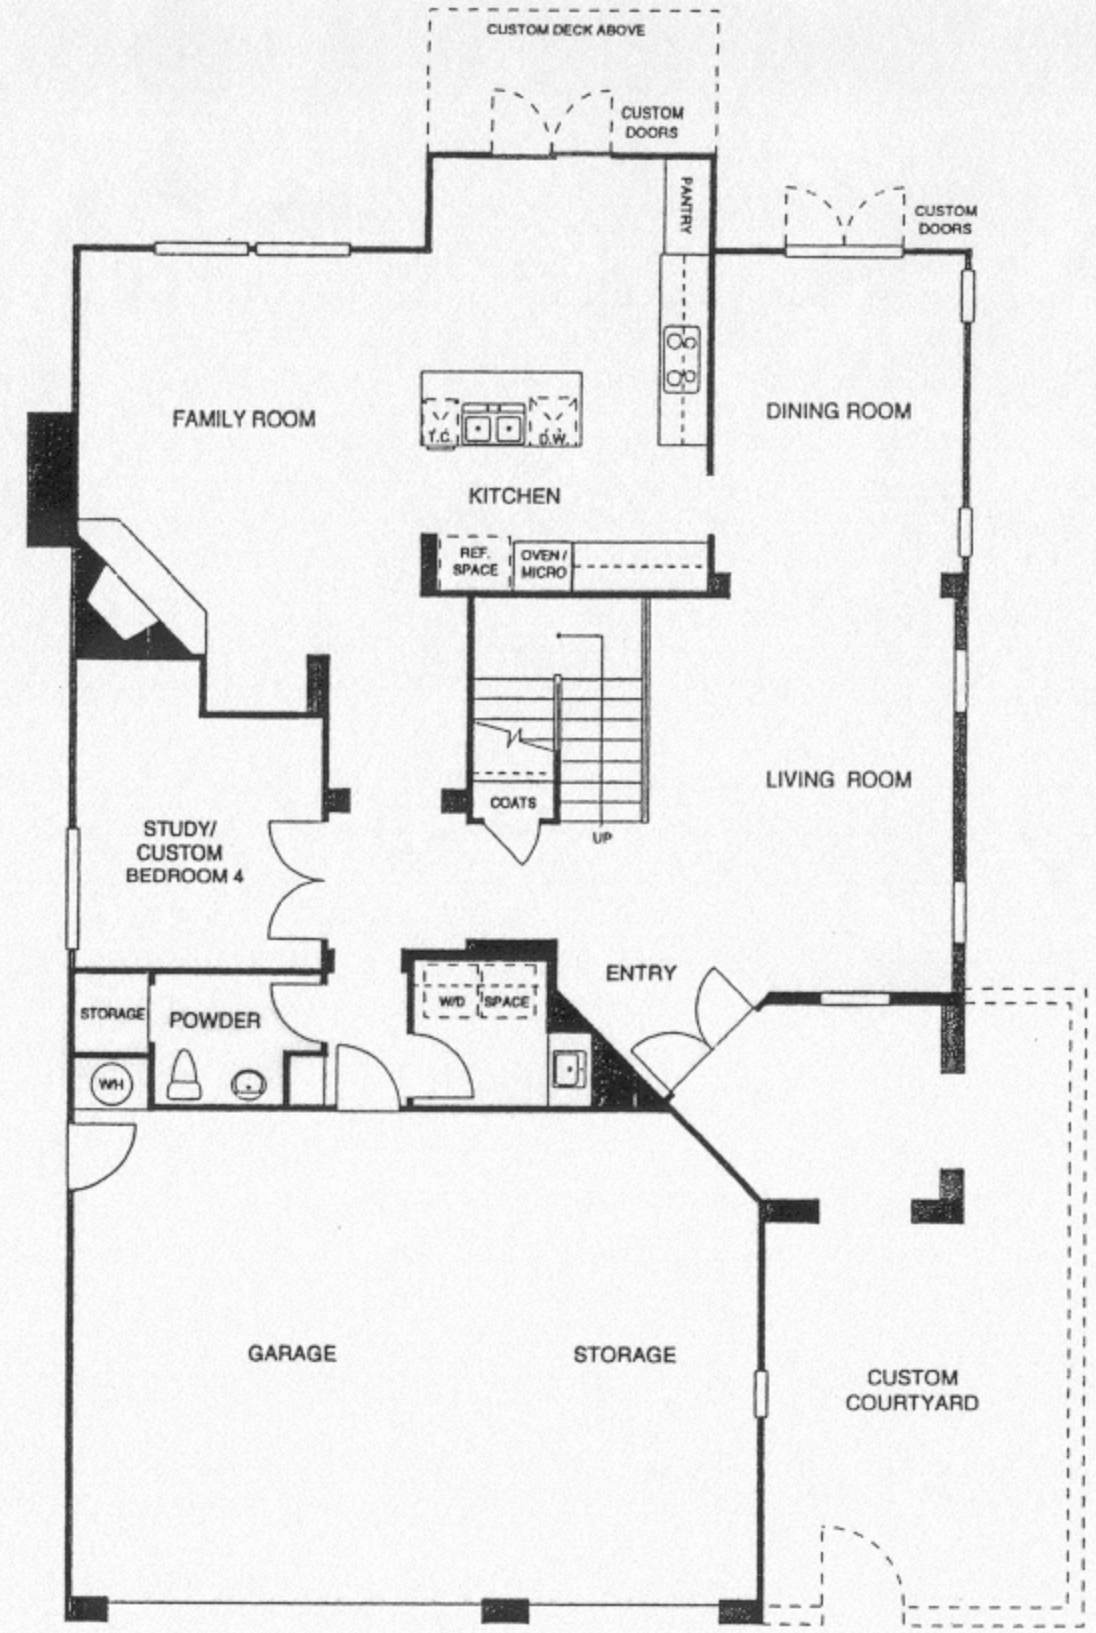 CUSTOM DECK ABOVE
CUSTOM
DOORS
PANTRY
CUSTOM
DOORS
FAMILY ROOM
DINING ROOM
T.C.
D.W.
KITCHEN
REF.
SPACE
OVEN /
MICRO
LIVING ROOM
COATS
UP
STUDY/
CUSTOM
BEDROOM 4
ENTRY
W/D
SPACE
STORAGE
POWDER
WH
GARAGE
STORAGE
CUSTOM
COURTYARD